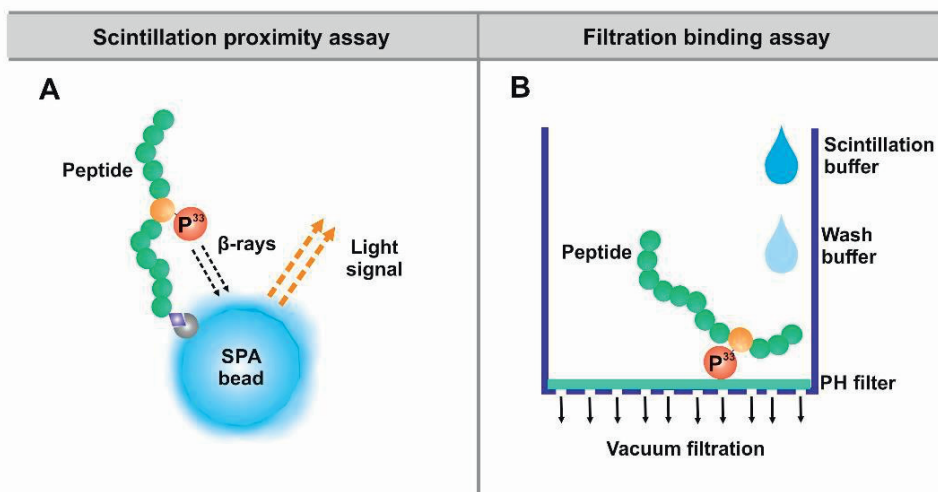 Scintillation proximity assay
Filtration binding assay
A
Peptide
P33
β-rays
Light
signal
SPA
bead
B
Scintillation
buffer
Wash
buffer
Peptide
P33
PH filter
Vacuum filtration